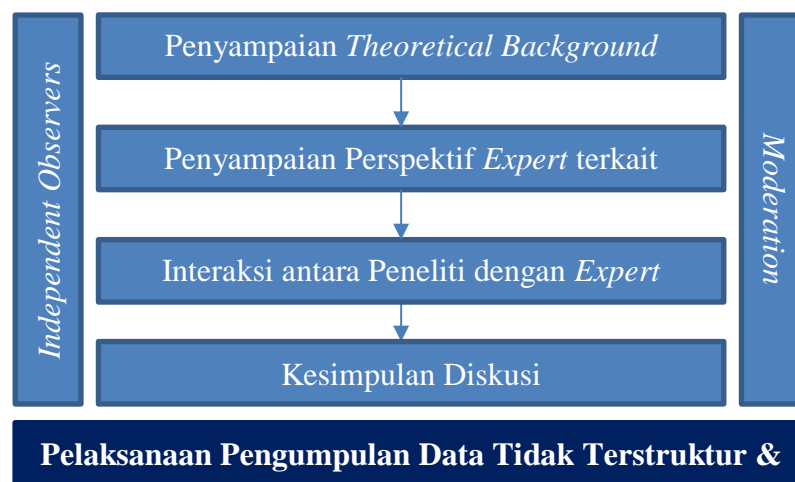 Independent Observers
Penyampaian Theoretical Background
Penyampaian Perspektif Expert terkait
Interaksi antara Peneliti dengan Expert
Kesimpulan Diskusi
Moderation
Pelaksanaan Pengumpulan Data Tidak Terstruktur &